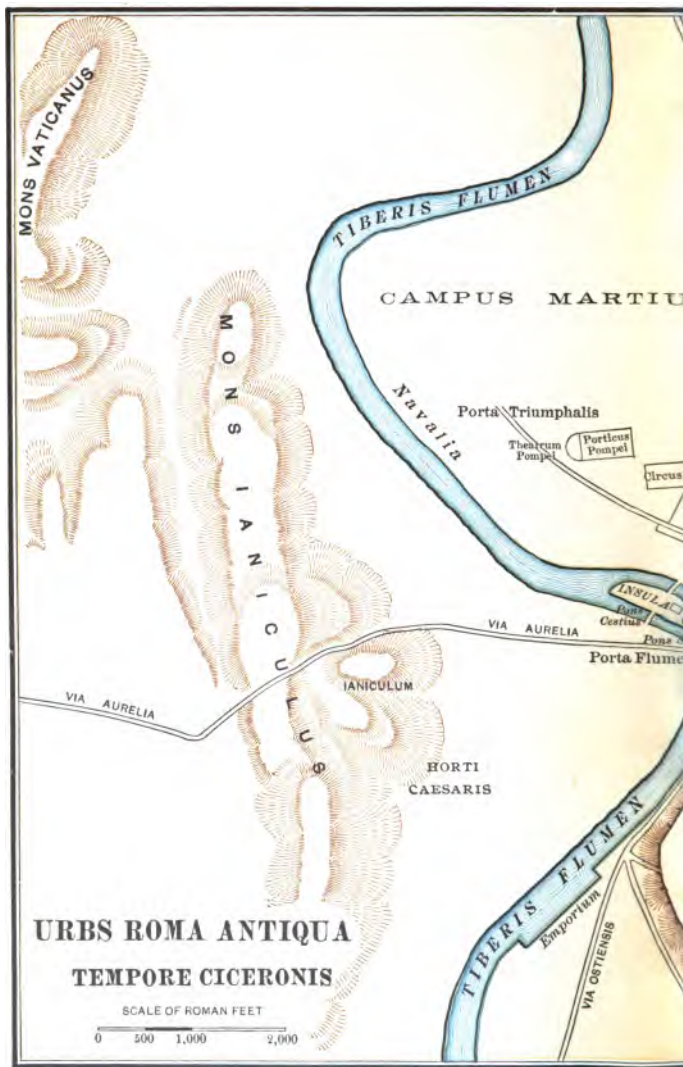 MONS VATICANUS
TIBERIS FLUMEN
CAMPUS MARTIU
MONS IANICULUS
Navalia
Porta Triumphalis
Theatrum
Pompei
Porticus
Pompei
Circus
INSULA
Pons
Cestius
VIA AURELIA
Pons S
Porta Flume
IANICULUM
VIA AURELIA
HORTI
CAESARIS
TIBERIS FLUMEN
Emporium
VIA OSTIENSIS
URBS ROMA ANTIQUA
TEMPORE CICERONIS
SCALE OF ROMAN FEET
0 500 1,000 2,000